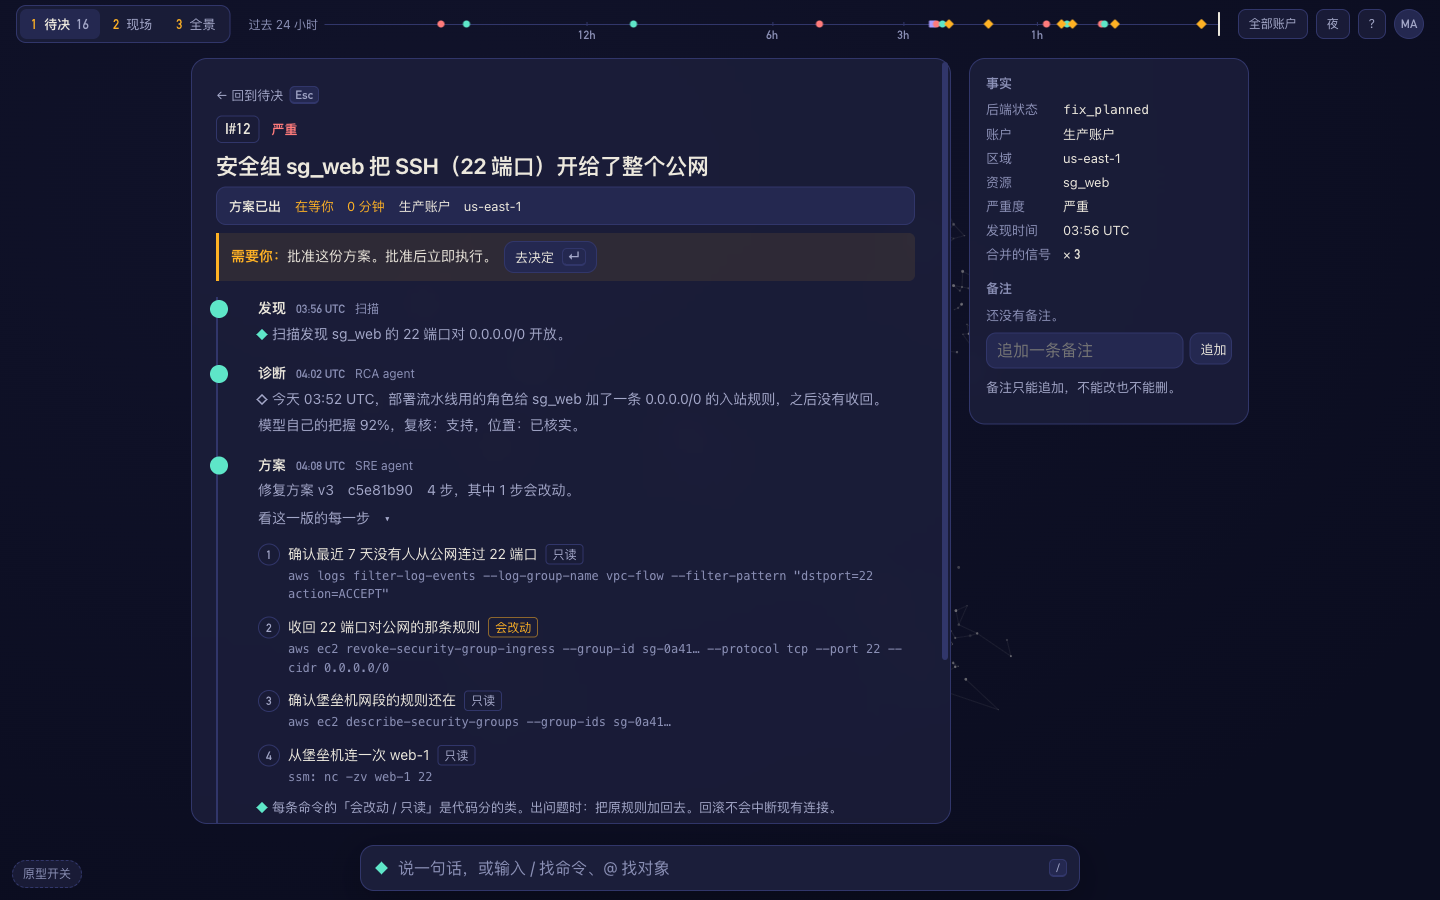 1 待决 16 2 现场 3 全景 过去 24 小时 12h 6h 3h 1h 全部账户 夜 ? MA
← 回到待决 Esc
I#12 严重
安全组 sg_web 把 SSH（22 端口）开给了整个公网
方案已出 在等你 0 分钟 生产账户 us-east-1
需要你：批准这份方案。批准后立即执行。 去决定 ↵
发现 03:56 UTC 扫描
扫描发现 sg_web 的 22 端口对 0.0.0.0/0 开放。
诊断 04:02 UTC RCA agent
今天 03:52 UTC，部署流水线用的角色给 sg_web 加了一条 0.0.0.0/0 的入站规则，之后没有收回。
模型自己的把握 92%，复核：支持，位置：已核实。
方案 04:08 UTC SRE agent
修复方案 v3 c5e81b90 4 步，其中 1 步会改动。
看这一版的每一步 ▾
1 确认最近 7 天没有人从公网连过 22 端口 只读
aws logs filter-log-events --log-group-name vpc-flow --filter-pattern "dstport=22
action=ACCEPT"
2 收回 22 端口对公网的那条规则 会改动
aws ec2 revoke-security-group-ingress --group-id sg-0a41… --protocol tcp --port 22 --
cidr 0.0.0.0/0
3 确认堡垒机网段的规则还在 只读
aws ec2 describe-security-groups --group-ids sg-0a41…
4 从堡垒机连一次 web-1 只读
ssm: nc -zv web-1 22
每条命令的「会改动 / 只读」是代码分的类。出问题时：把原规则加回去。回滚不会中断现有连接。
事实
后端状态 fix_planned
账户 生产账户
区域 us-east-1
资源 sg_web
严重度 严重
发现时间 03:56 UTC
合并的信号 ×3
备注
还没有备注。
追加一条备注 追加
备注只能追加，不能改也不能删。
原型开关
说一句话，或输入 / 找命令、@ 找对象 /